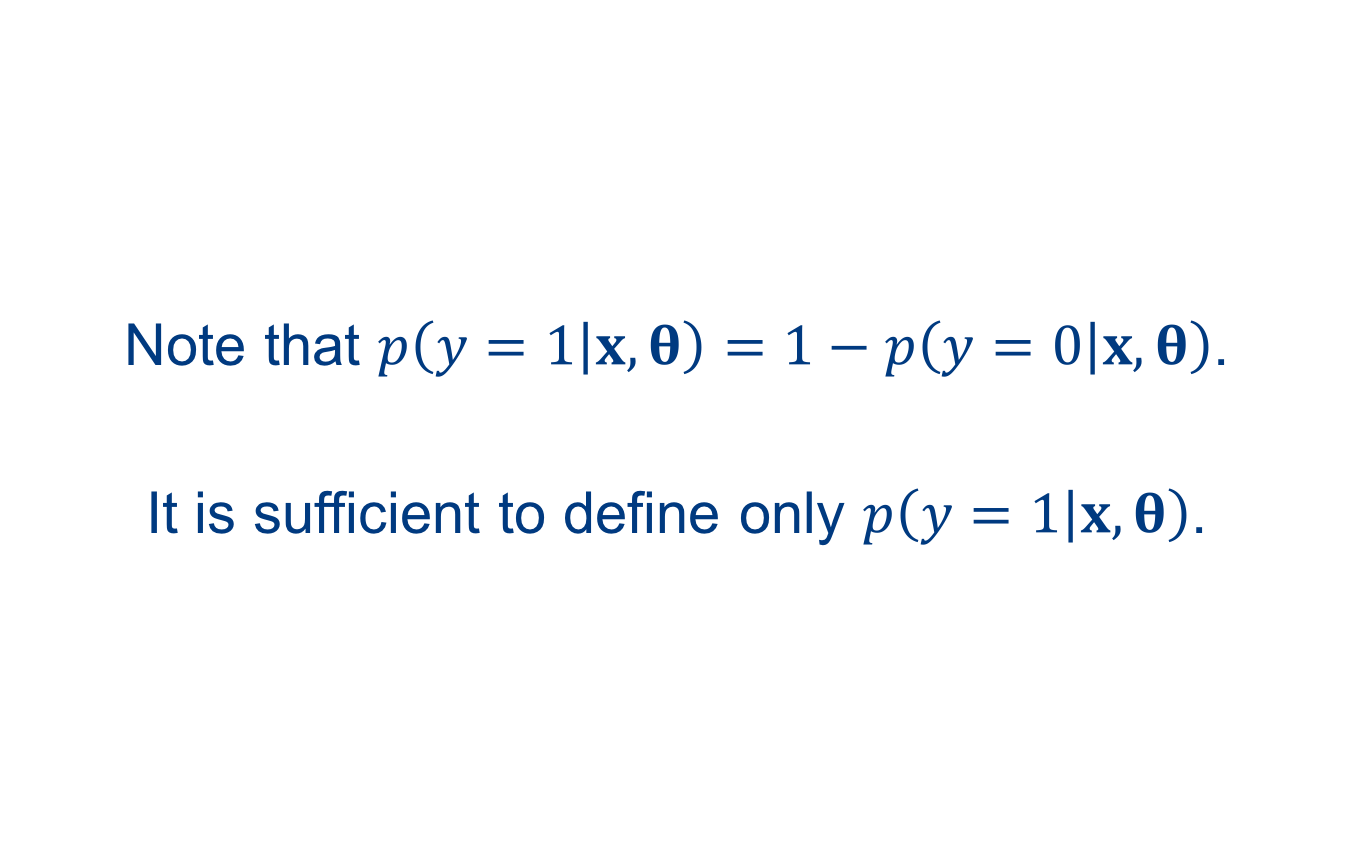 Note that 𝑝(𝑦 = 1|𝐱, 𝛉) = 1 − 𝑝(𝑦 = 0|𝐱, 𝛉).
It is sufficient to define only 𝑝(𝑦 = 1|𝐱, 𝛉).